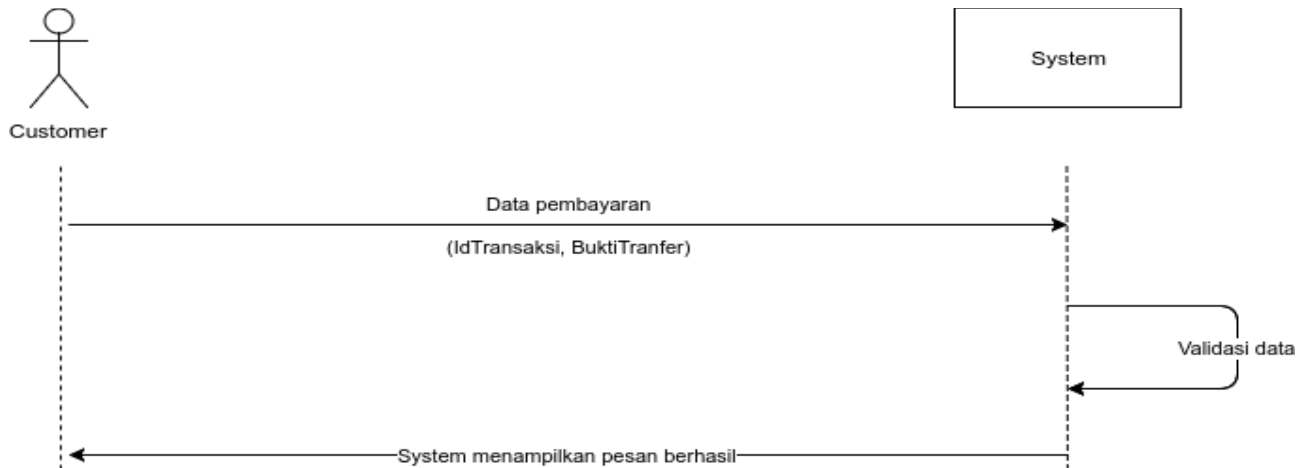 Customer
System
Data pembayaran
(IdTransaksi, BuktiTranfer)
Validasi data
System menampilkan pesan berhasil